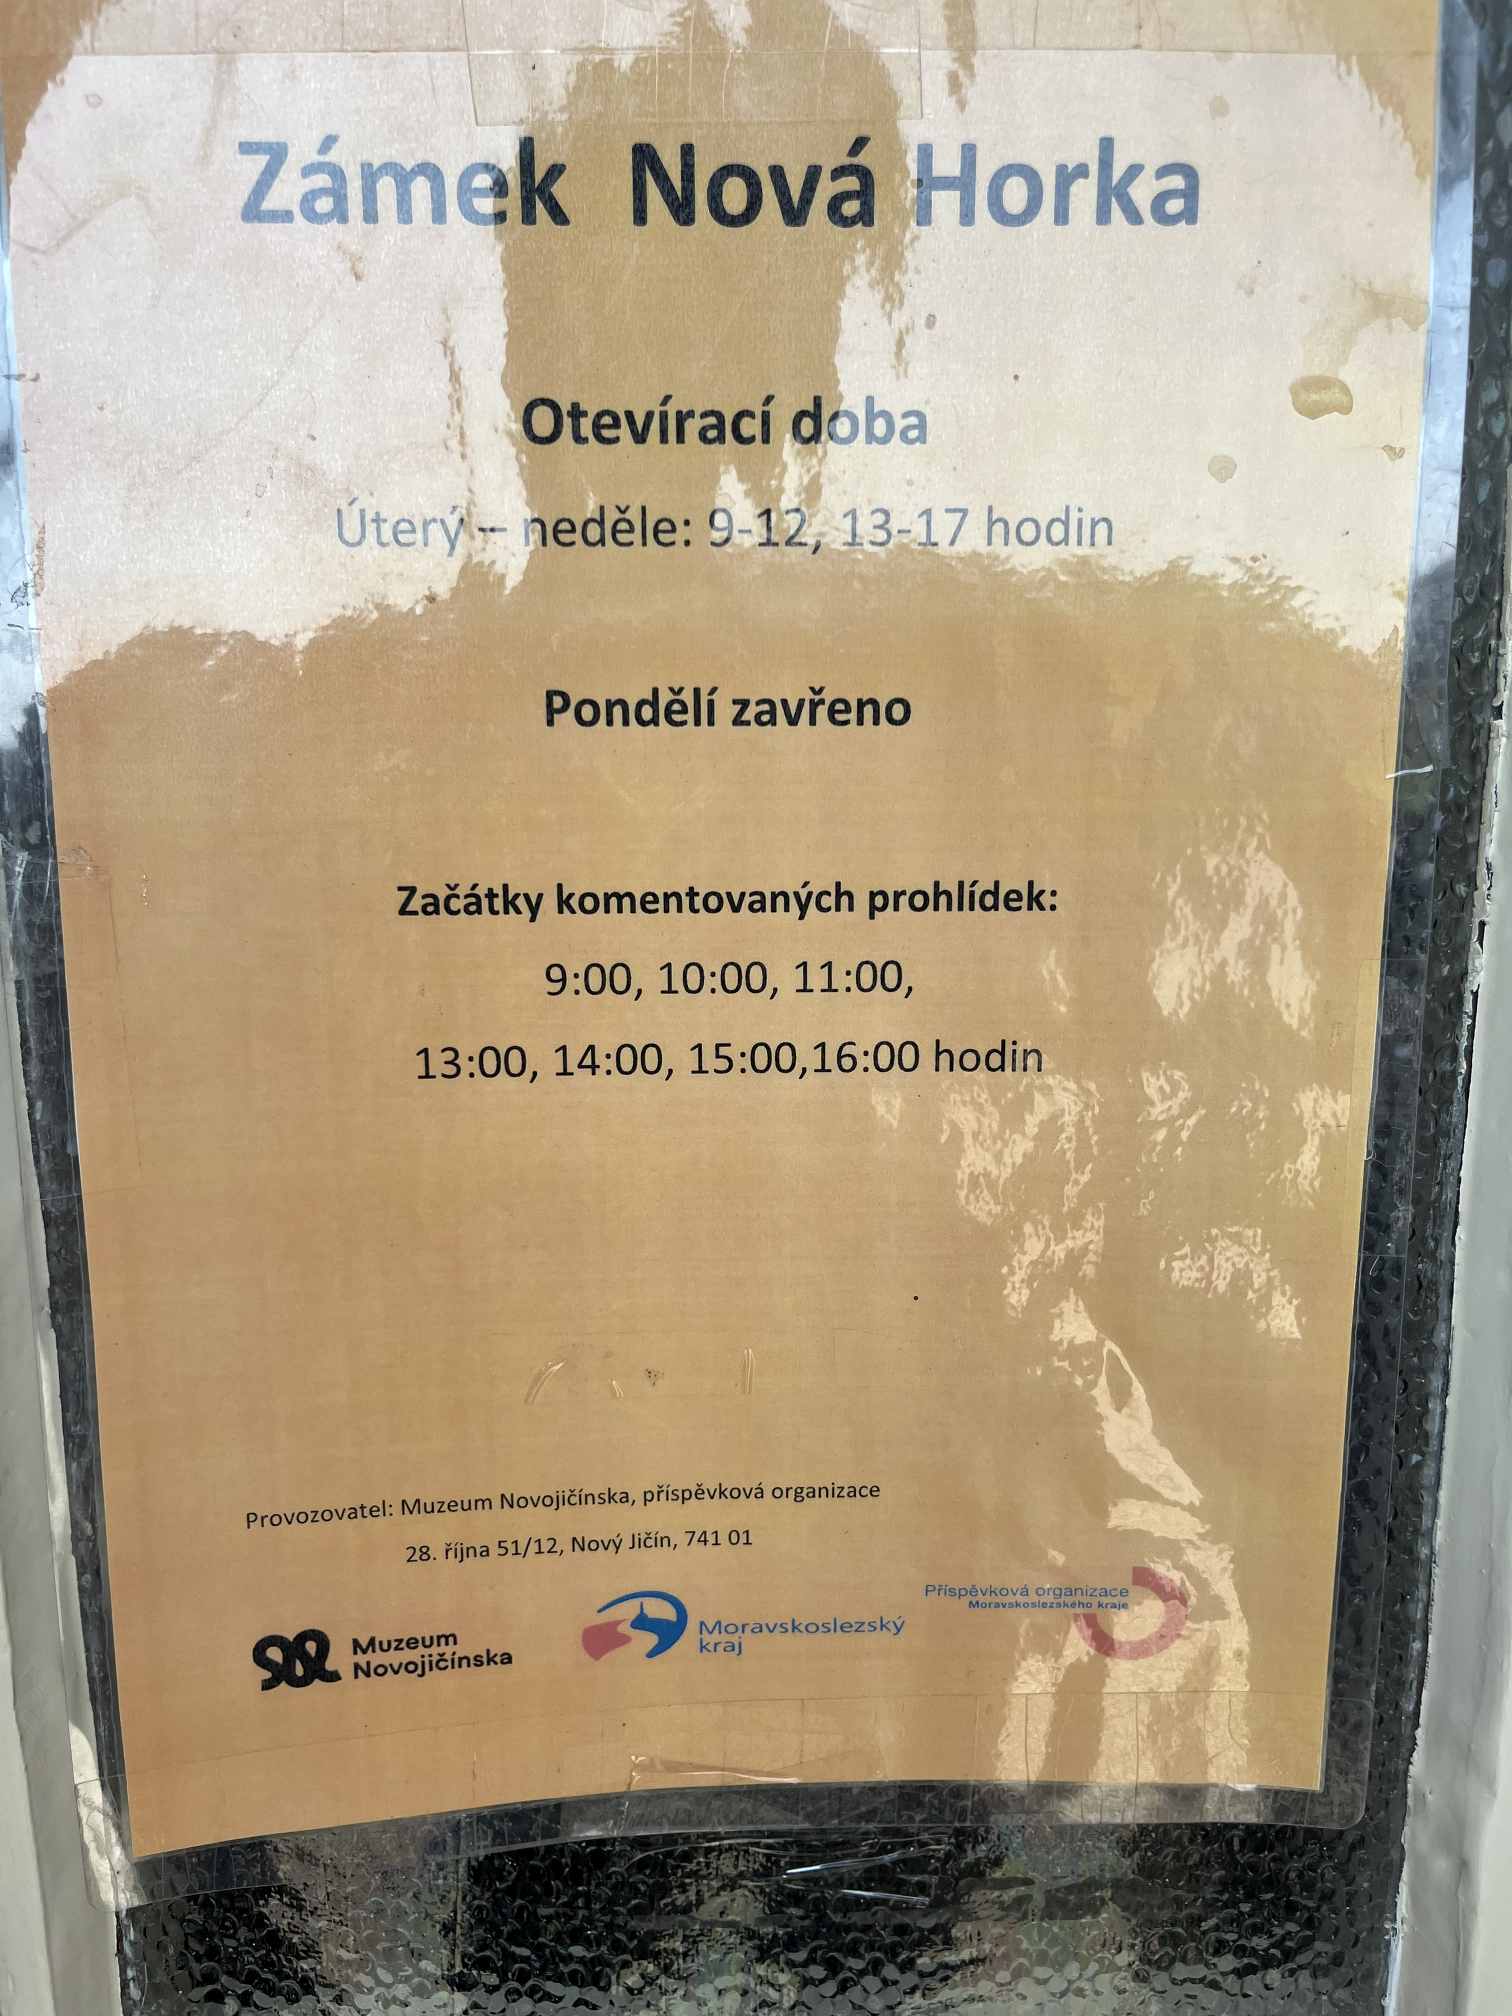 Zámek Nová Horka
Otevírací doba
Úterý – neděle: 9-12, 13-17 hodin
Pondělí zavřeno
Začátky komentovaných prohlídek:
9:00, 10:00, 11:00,
13:00, 14:00, 15:00,16:00 hodin
Provozovatel: Muzeum Novojičínska, příspěvková organizace
28. října 51/12, Nový Jičín, 741 01
Muzeum
Novojičínska
Moravskoslezský
kraj
Příspěvková organizace
Moravskoslezského kraje